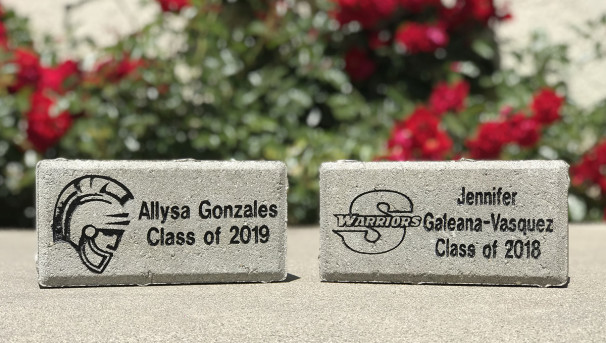 Allysa Gonzales
Class of 2019
S
WARRIORS
Jennifer
Galeana-Vasquez
Class of 2018